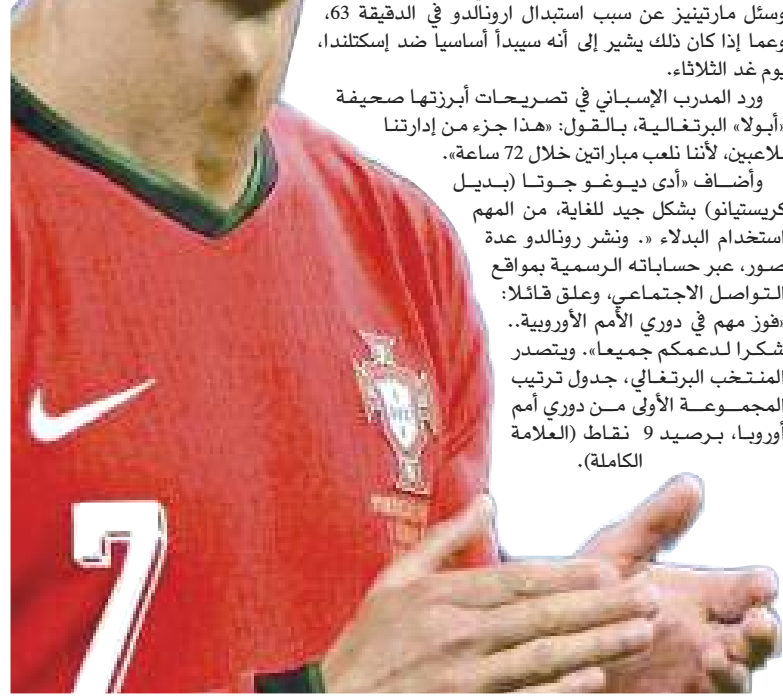 وسئل مارتينيز عن سبب استبدال ارونالدو في الدقيقة 63،
وعما إذا كان ذلك يشير إلى أنه سيبدأ أساسيا ضد إسكتلندا،
يوم غد الثلاثاء.
ورد المدرب الإسباني في تصريحات أبرزتها صحيفة
«أبولا» البرتغالية، بالقول: «هذا جزء من إدارتنا
للاعبين، لأننا نلعب مباراتين خلال 72 ساعة».
وأضاف «أدى ديوغو جوتا (بديل
كريستيانو) بشكل جيد للغاية، من المهم
استخدام البدلاء «. ونشر رونالدو عدة
صور، عبر حساباته الرسمية بمواقع
التواصل الاجتماعي، وعلق قائلا:
«فوز مهم في دوري الأمم الأوروبية..
شكرا لدعمكم جميعا». ويتصدر
المنتخب البرتغالي، جدول ترتيب
المجموعة الأولى من دوري أمم
أوروبا، برصيد 9 نقاط (العلامة
الكاملة).
7